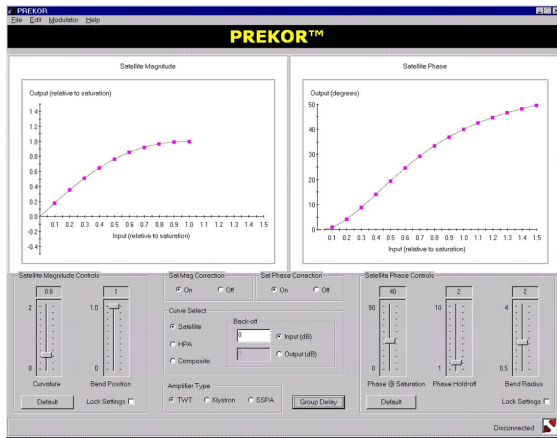 PREKOR
File Edit Modulator Help
PREKOR™
Satellite Magnitude
Output (relative to saturation)
1.4
1.2
1.0
0.8
0.6
0.4
0.2
0.0
-0.2
-0.4
0.1 0.2 0.3 0.4 0.5 0.6 0.7 0.8 0.9 1.0 1.1 1.2 1.3 1.4 1.5
Input (relative to saturation)
Satellite Phase
Output (degrees)
50
40
30
20
10
0
0.1 0.2 0.3 0.4 0.5 0.6 0.7 0.8 0.9 1.0 1.1 1.2 1.3 1.4 1.5
Input (relative to saturation)
Satellite Magnitude Controls
0.8 1
2 1.0
0 0
Curvature Bend Position
Default Lock Settings
Sat Mag Correction
On Off
Sat Phase Correction
On Off
Curve Select
Satellite
HPA
Composite
Back-off
0 Input (dB)
Output (dB)
Amplifier Type
TWT Klystron SSPA
Group Delay
Satellite Phase Controls
40 2 2
90 10 4
0 1 0.5
Phase @ Saturation Phase Hold-off Bend Radius
Default Lock Settings
Disconnected